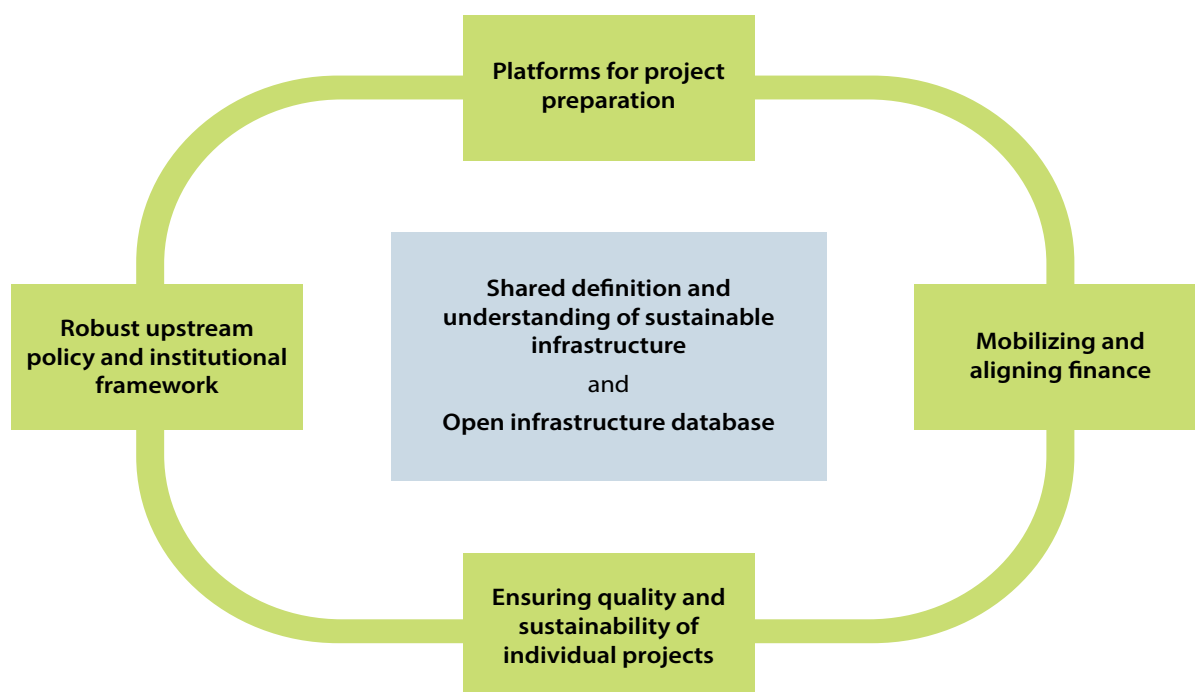 Platforms for project
preparation
Shared definition and
understanding of sustainable
infrastructure
and
Open infrastructure database
Robust upstream
policy and institutional
framework
Mobilizing and
aligning finance
Ensuring quality and
sustainability of
individual projects